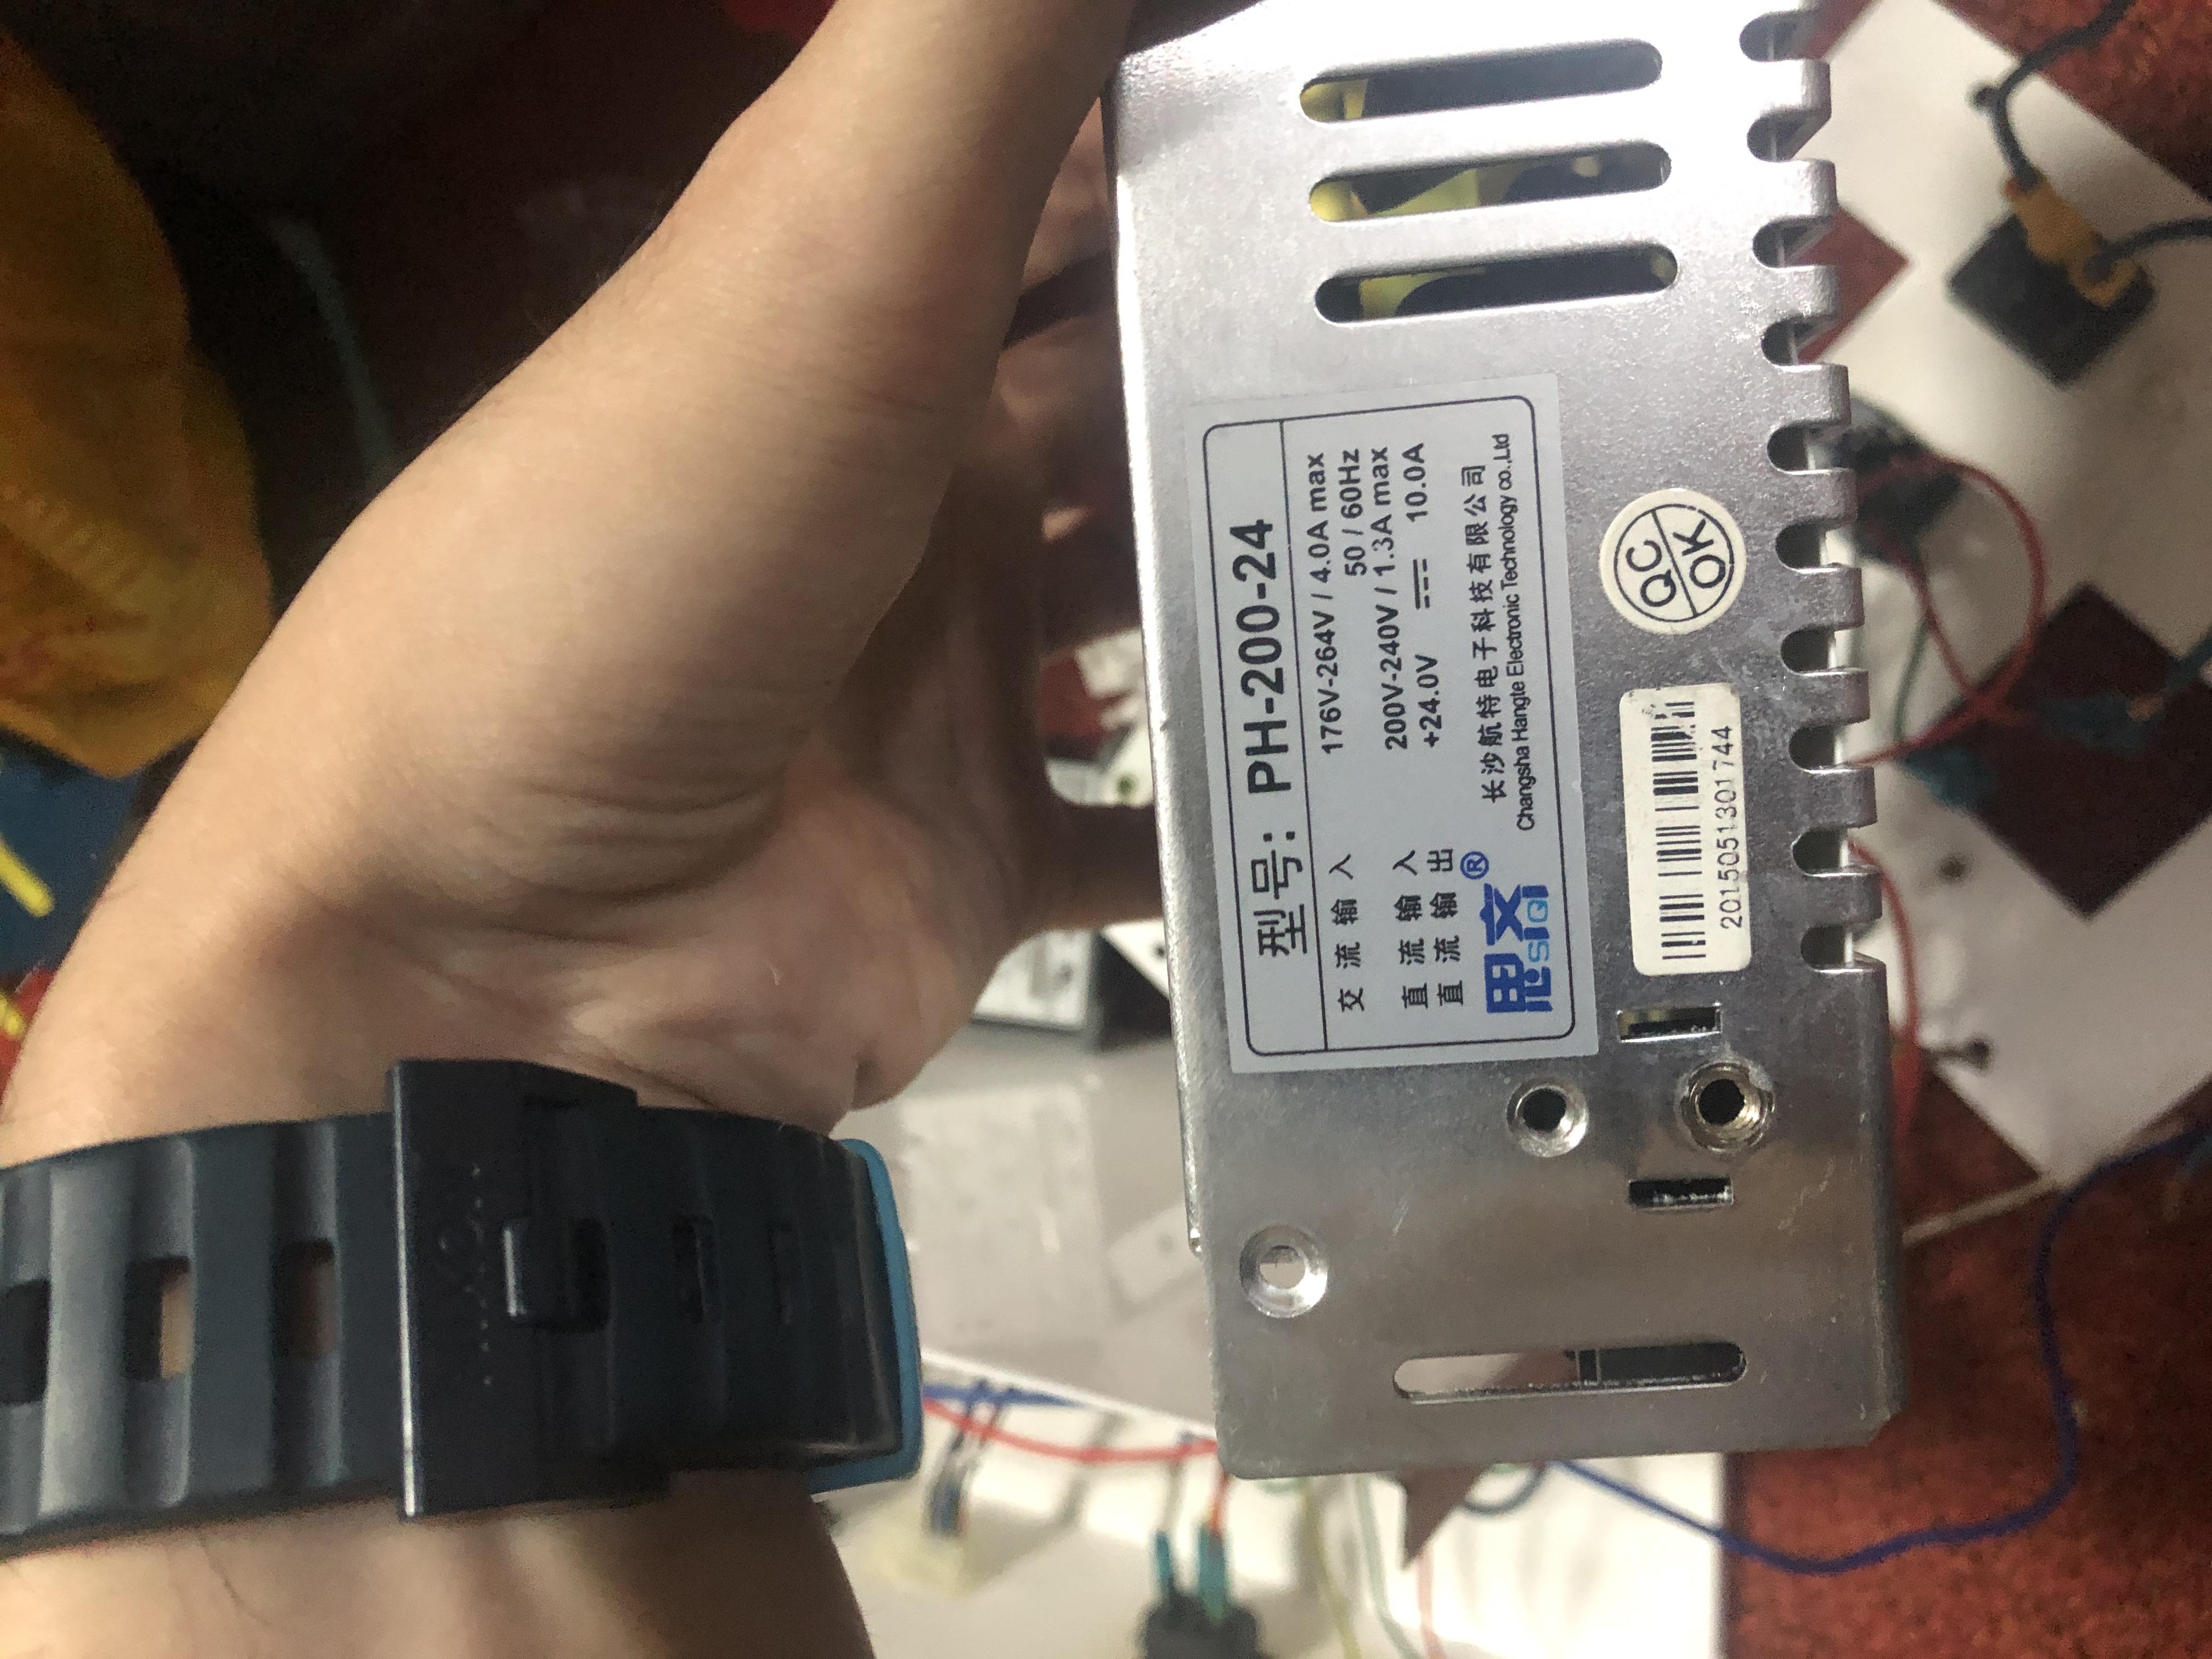 型号: PH-200-24
交流输入 176V-264V / 4.0A max
50 / 60Hz
直流输入 200V-240V / 1.3A max
直流输出 +24.0V 10.0A
思齐® SIQI
长沙航特电子科技有限公司
Changsha Hangte Electronic Technology co.,Ltd
2015051301744
QC
OK